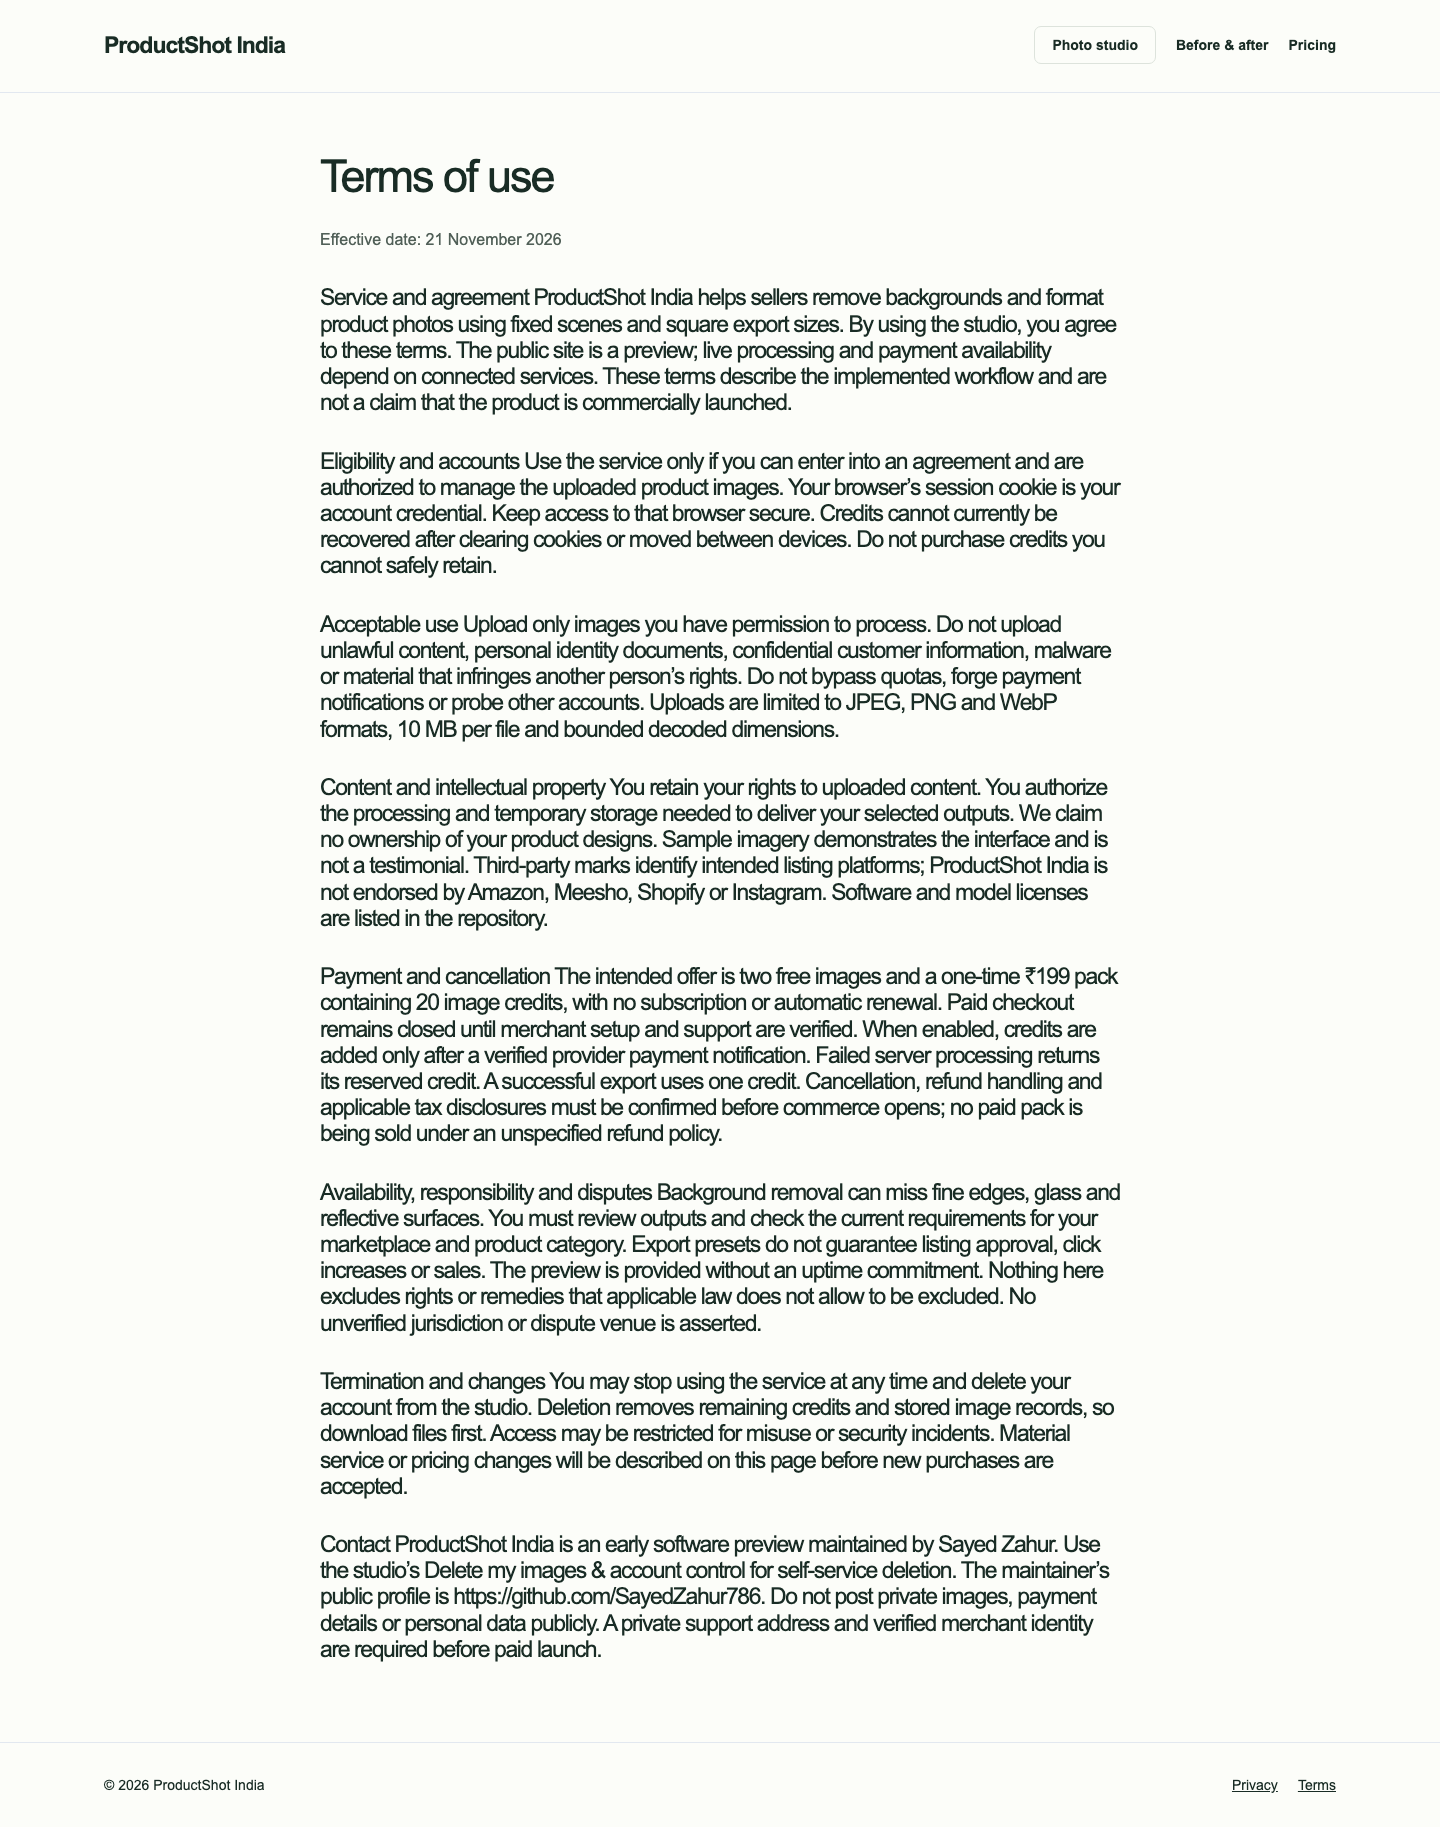 ProductShot India
Photo studio
Before & after
Pricing
Terms of use
Effective date: 21 November 2026
Service and agreement ProductShot India helps sellers remove backgrounds and format
product photos using fixed scenes and square export sizes. By using the studio, you agree
to these terms. The public site is a preview; live processing and payment availability
depend on connected services. These terms describe the implemented workflow and are
not a claim that the product is commercially launched.
Eligibility and accounts Use the service only if you can enter into an agreement and are
authorized to manage the uploaded product images. Your browser’s session cookie is your
account credential. Keep access to that browser secure. Credits cannot currently be
recovered after clearing cookies or moved between devices. Do not purchase credits you
cannot safely retain.
Acceptable use Upload only images you have permission to process. Do not upload
unlawful content, personal identity documents, confidential customer information, malware
or material that infringes another person’s rights. Do not bypass quotas, forge payment
notifications or probe other accounts. Uploads are limited to JPEG, PNG and WebP
formats, 10 MB per file and bounded decoded dimensions.
Content and intellectual property You retain your rights to uploaded content. You authorize
the processing and temporary storage needed to deliver your selected outputs. We claim
no ownership of your product designs. Sample imagery demonstrates the interface and is
not a testimonial. Third-party marks identify intended listing platforms; ProductShot India is
not endorsed by Amazon, Meesho, Shopify or Instagram. Software and model licenses
are listed in the repository.
Payment and cancellation The intended offer is two free images and a one-time ₹199 pack
containing 20 image credits, with no subscription or automatic renewal. Paid checkout
remains closed until merchant setup and support are verified. When enabled, credits are
added only after a verified provider payment notification. Failed server processing returns
its reserved credit. A successful export uses one credit. Cancellation, refund handling and
applicable tax disclosures must be confirmed before commerce opens; no paid pack is
being sold under an unspecified refund policy.
Availability, responsibility and disputes Background removal can miss fine edges, glass and
reflective surfaces. You must review outputs and check the current requirements for your
marketplace and product category. Export presets do not guarantee listing approval, click
increases or sales. The preview is provided without an uptime commitment. Nothing here
excludes rights or remedies that applicable law does not allow to be excluded. No
unverified jurisdiction or dispute venue is asserted.
Termination and changes You may stop using the service at any time and delete your
account from the studio. Deletion removes remaining credits and stored image records, so
download files first. Access may be restricted for misuse or security incidents. Material
service or pricing changes will be described on this page before new purchases are
accepted.
Contact ProductShot India is an early software preview maintained by Sayed Zahur. Use
the studio’s Delete my images & account control for self-service deletion. The maintainer’s
public profile is https://github.com/SayedZahur786. Do not post private images, payment
details or personal data publicly. A private support address and verified merchant identity
are required before paid launch.
© 2026 ProductShot India
Privacy
Terms